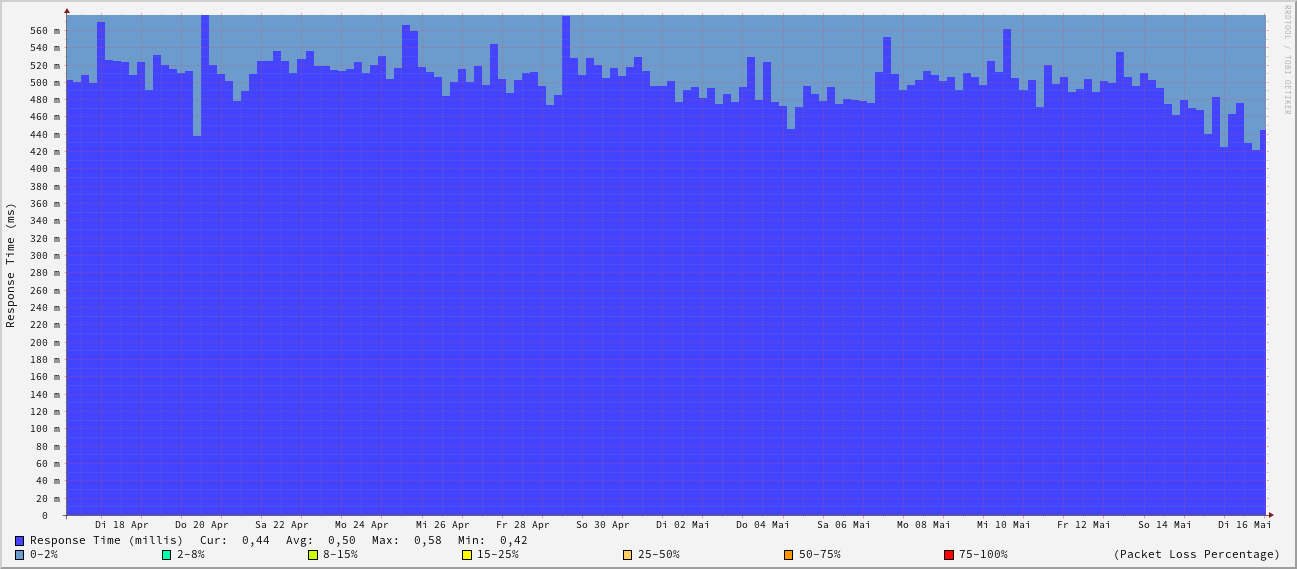 RRDTOOL / TOBI OETIKER
Response Time (ms)
560 m
540 m
520 m
500 m
480 m
460 m
440 m
420 m
400 m
380 m
360 m
340 m
320 m
300 m
280 m
260 m
240 m
220 m
200 m
180 m
160 m
140 m
120 m
100 m
80 m
60 m
40 m
20 m
0
Di 18 Apr Do 20 Apr Sa 22 Apr Mo 24 Apr Mi 26 Apr Fr 28 Apr So 30 Apr Di 02 Mai Do 04 Mai Sa 06 Mai Mo 08 Mai Mi 10 Mai Fr 12 Mai So 14 Mai Di 16 Mai
Response Time (millis) Cur: 0,44 Avg: 0,50 Max: 0,58 Min: 0,42
0-2% 2-8% 8-15% 15-25% 25-50% 50-75% 75-100% (Packet Loss Percentage)